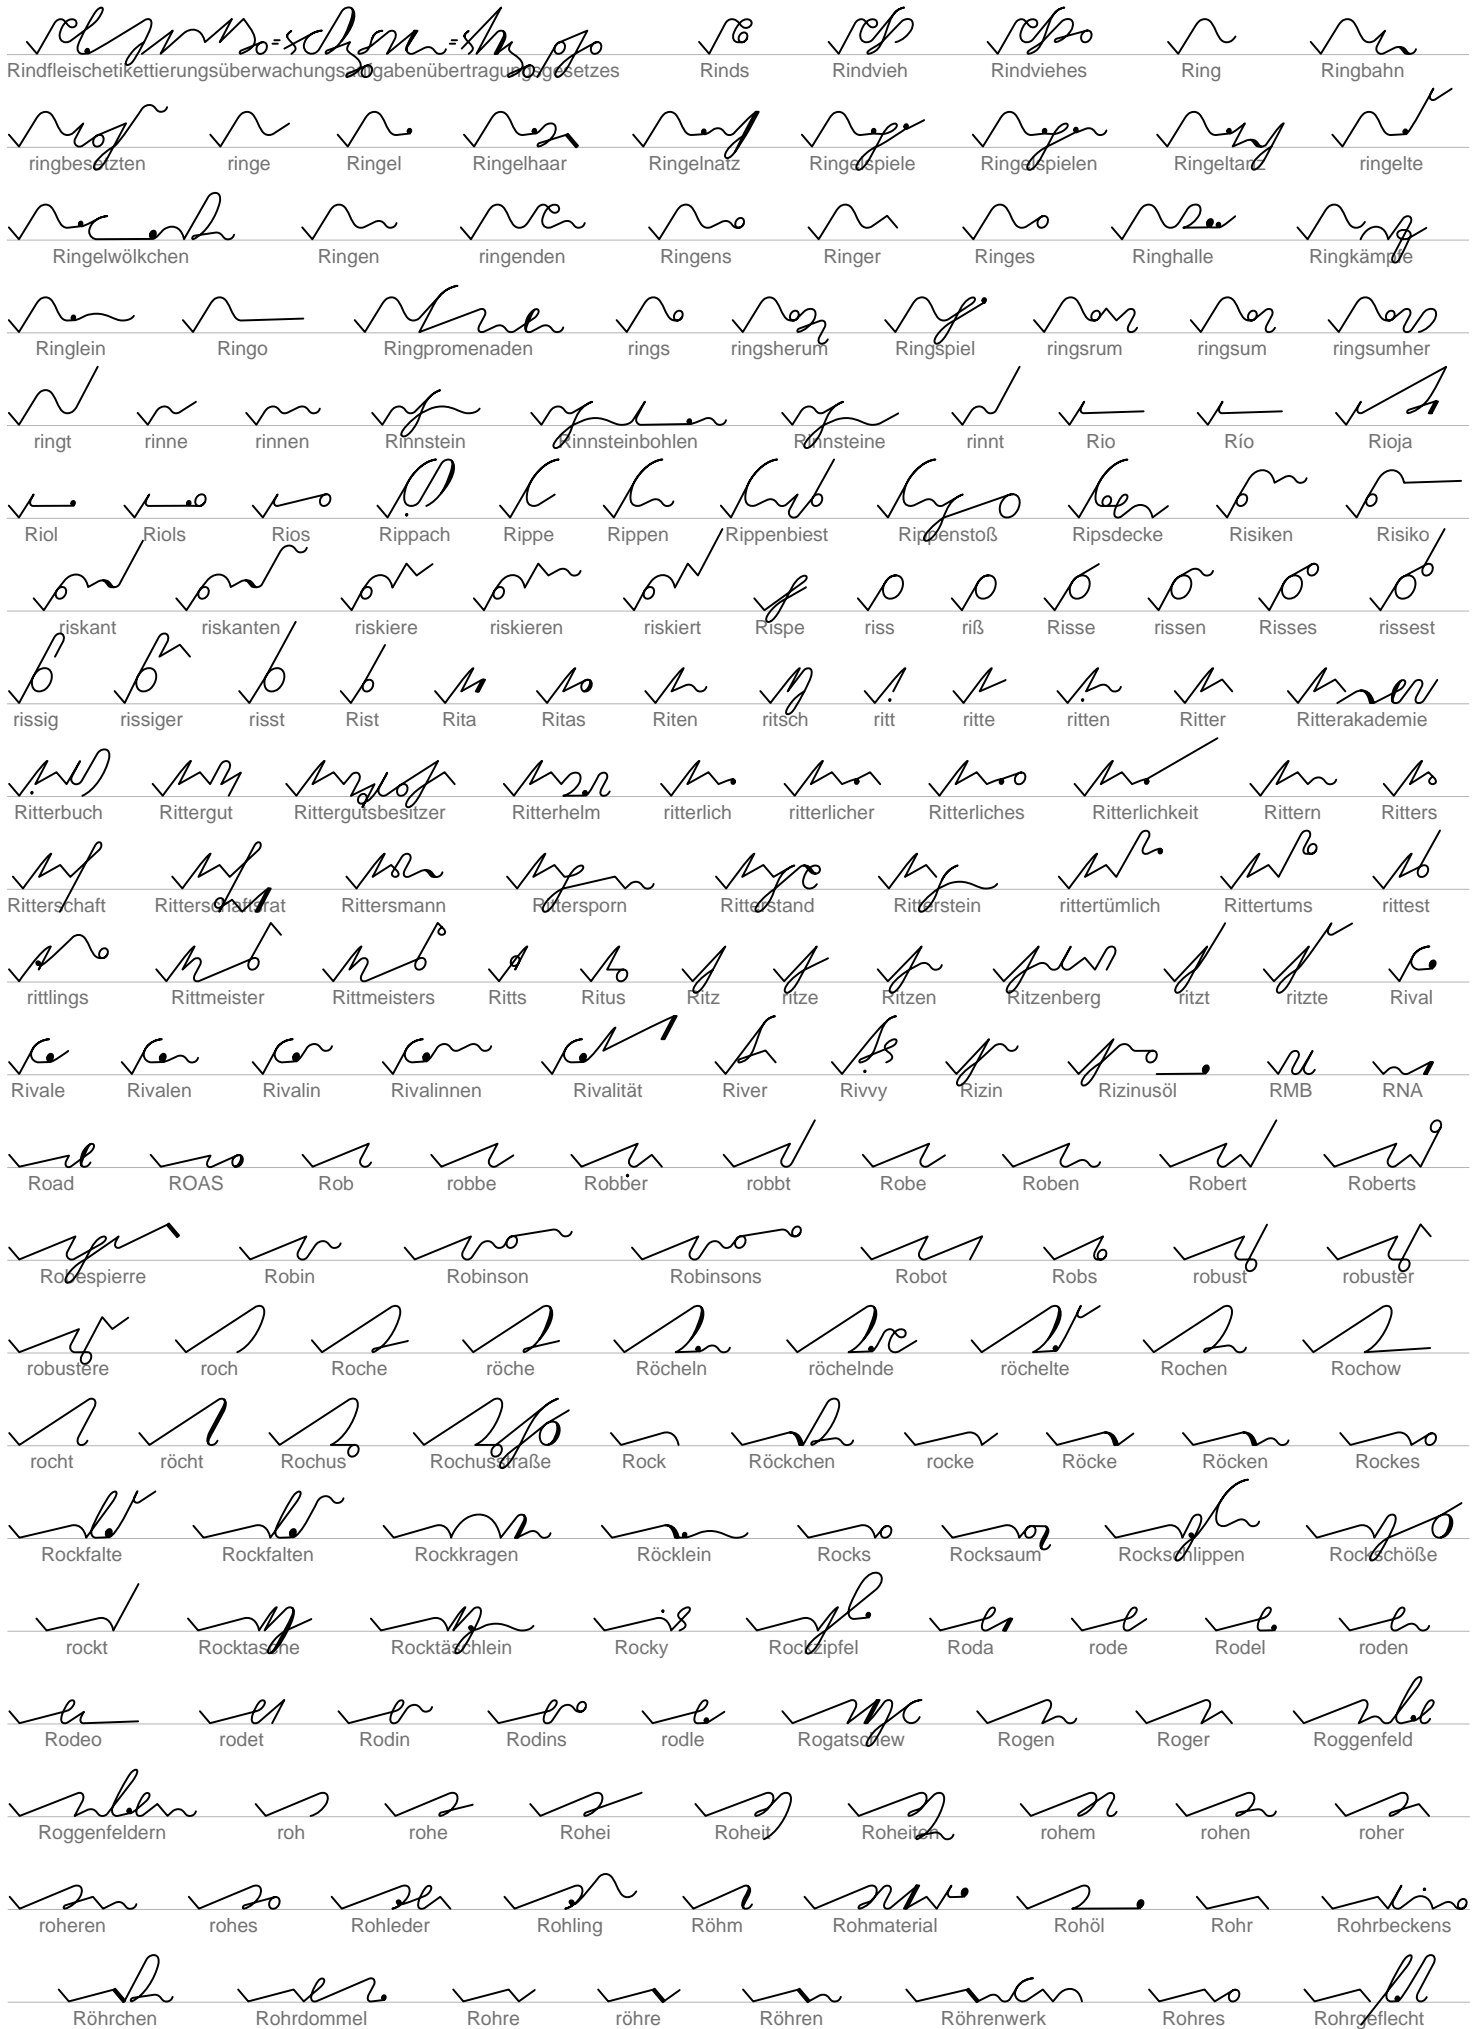 Rindfleischetikettierungsüberwachungsaufgabenübertragungsgesetzes Rinds Rindvieh Rindviehes Ring Ringbahn
ringbesetzten ringe Ringel Ringelhaar Ringelnatz Ringelspiele Ringelspielen Ringeltanz ringelte
Ringelwölkchen Ringen ringenden Ringens Ringer Ringes Ringhalle Ringkämpfe
Ringlein Ringo Ringpromenaden rings ringsherum Ringspiel ringsrum ringsum ringsumher
ringt rinne rinnen Rinnstein Rinnsteinbohlen Rinnsteine rinnt Rio Río Rioja
Riol Riols Rios Rippach Rippe Rippen Rippenbiest Rippenstoß Ripsdecke Risiken Risiko
riskant riskanten riskiere riskieren riskiert Rispe riss riß Risse rissen Risses rissest
rissig rissiger risst Rist Rita Ritas Riten ritsch ritt ritte ritten Ritter Ritterakademie
Ritterbuch Rittergut Rittergutsbesitzer Ritterhelm ritterlich ritterlicher Ritterliches Ritterlichkeit Rittern Ritters
Ritterschaft Ritterschaftsrat Rittersmann Rittersporn Ritterstand Ritterstein rittertümlich Rittertums rittest
rittlings Rittmeister Rittmeisters Ritts Ritus Ritz ritze Ritzen Ritzenberg ritzt ritzte Rival
Rivale Rivalen Rivalin Rivalinnen Rivalität River Rivvy Rizin Rizinusöl RMB RNA
Road ROAS Rob robbe Robber robbt Robe Roben Robert Roberts
Robespierre Robin Robinson Robinsons Robot Robs robust robuster
robustere roch Roche röche Röcheln röchelnde röchelte Rochen Rochow
rocht röcht Rochus Rochusstraße Rock Röckchen rocke Röcke Röcken Rockes
Rockfalte Rockfalten Rockkragen Röcklein Rocks Rocksaum Rockschlippen Rockschöße
rockt Rocktasche Rocktäschlein Rocky Rockzipfel Roda rode Rodel roden
Rodeo rodet Rodin Rodins rodle Rogatschew Rogen Roger Roggenfeld
Roggenfeldern roh rohe Rohei Roheit Roheiten rohem rohen roher
roheren rohes Rohleder Rohling Röhm Rohmaterial Rohöl Rohr Rohrbeckens
Röhrchen Rohrdommel Rohre röhre Röhren Röhrenwerk Rohres Rohrgeflecht